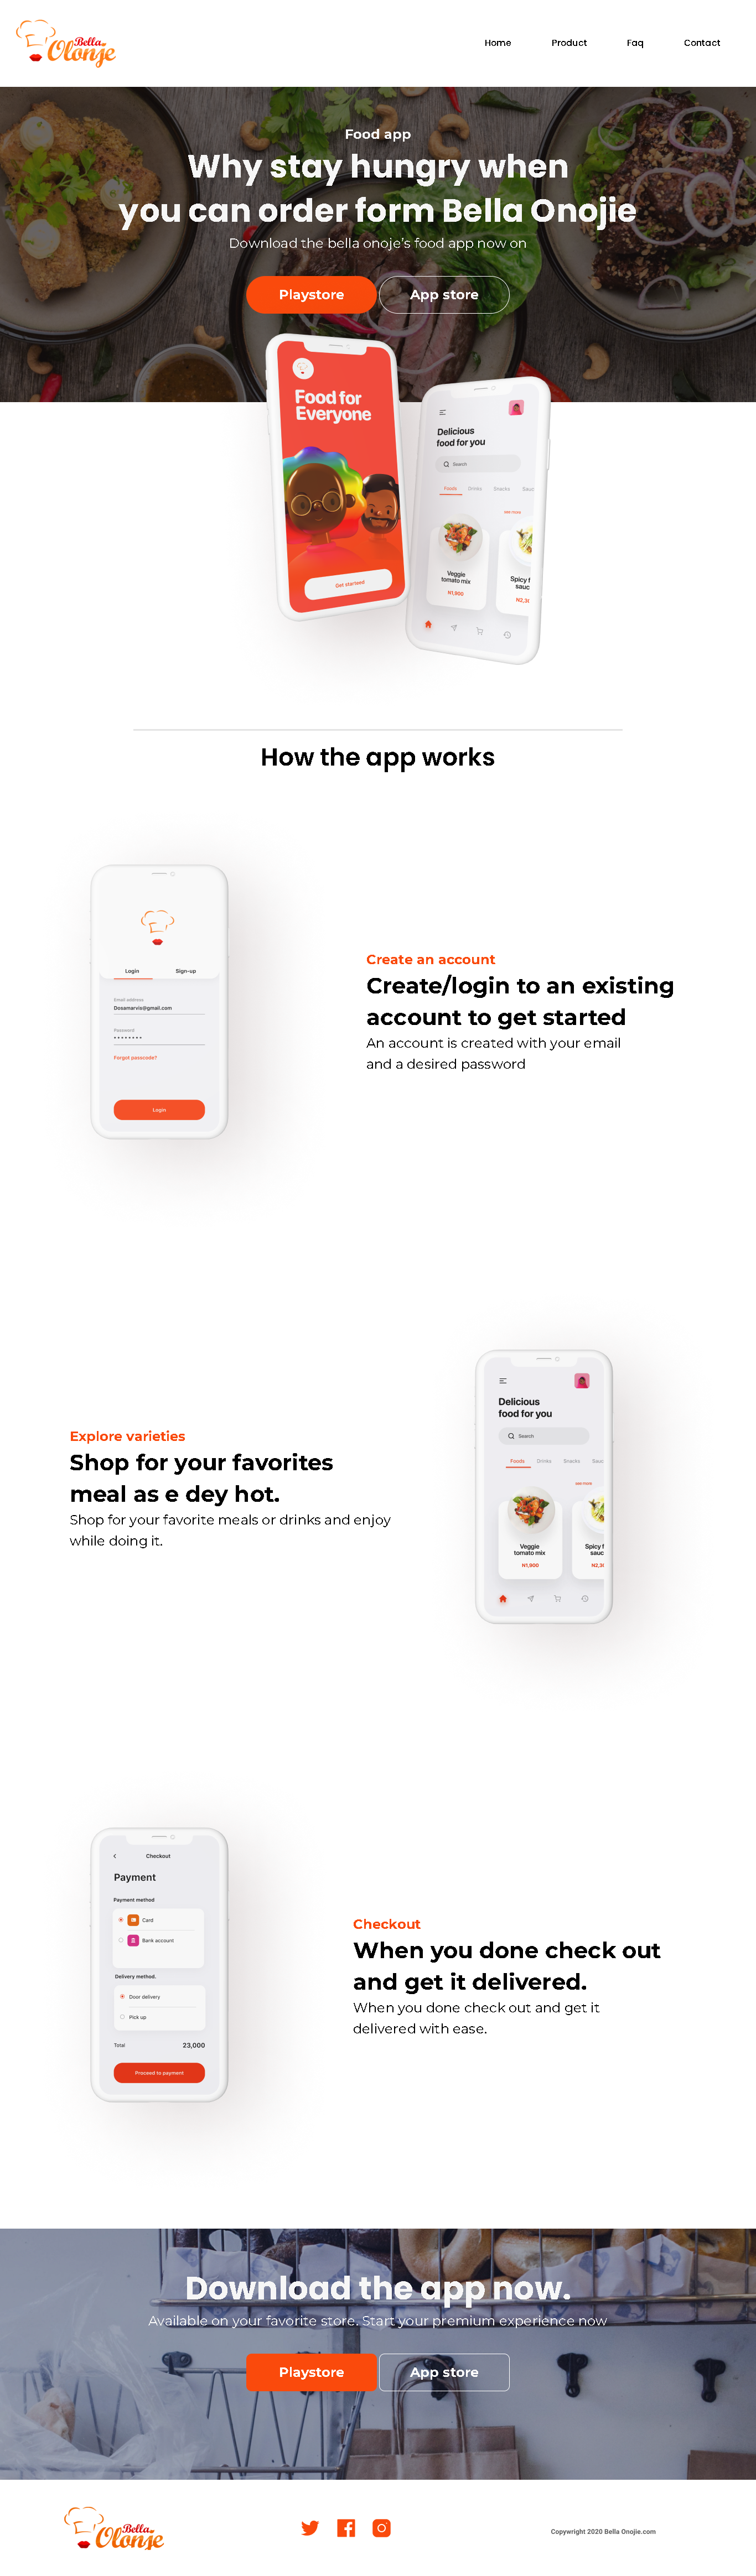 Bella
Olonje
Home Product Faq Contact
Food app
Why stay hungry when
you can order form Bella Onojie
Download the bella onoje's food app now on
Playstore App store
Food for
Everyone
Get started
Delicious
food for you
Search
Foods Drinks Snacks Sauc
see more
Veggie
tomato mix
N1,900
Spicy f
sauc
N2,30
How the app works
Login Sign-up
Email address
Dosamarvis@gmail.com
Password
Forgot passcode?
Login
Create an account
Create/login to an existing
account to get started
An account is created with your email
and a desired password
Explore varieties
Shop for your favorites
meal as e dey hot.
Shop for your favorite meals or drinks and enjoy
while doing it.
Delicious
food for you
Search
Foods Drinks Snacks Sauc
see more
Veggie
tomato mix
N1,900
Spicy f
sauc
N2,30
Checkout
Payment
Payment method
Card
Bank account
Delivery method.
Door delivery
Pick up
Total 23,000
Proceed to payment
Checkout
When you done check out
and get it delivered.
When you done check out and get it
delivered with ease.
Download the app now.
Available on your favorite store. Start your premium experience now
Playstore App store
Bella
Olonje
Copywright 2020 Bella Onojie.com